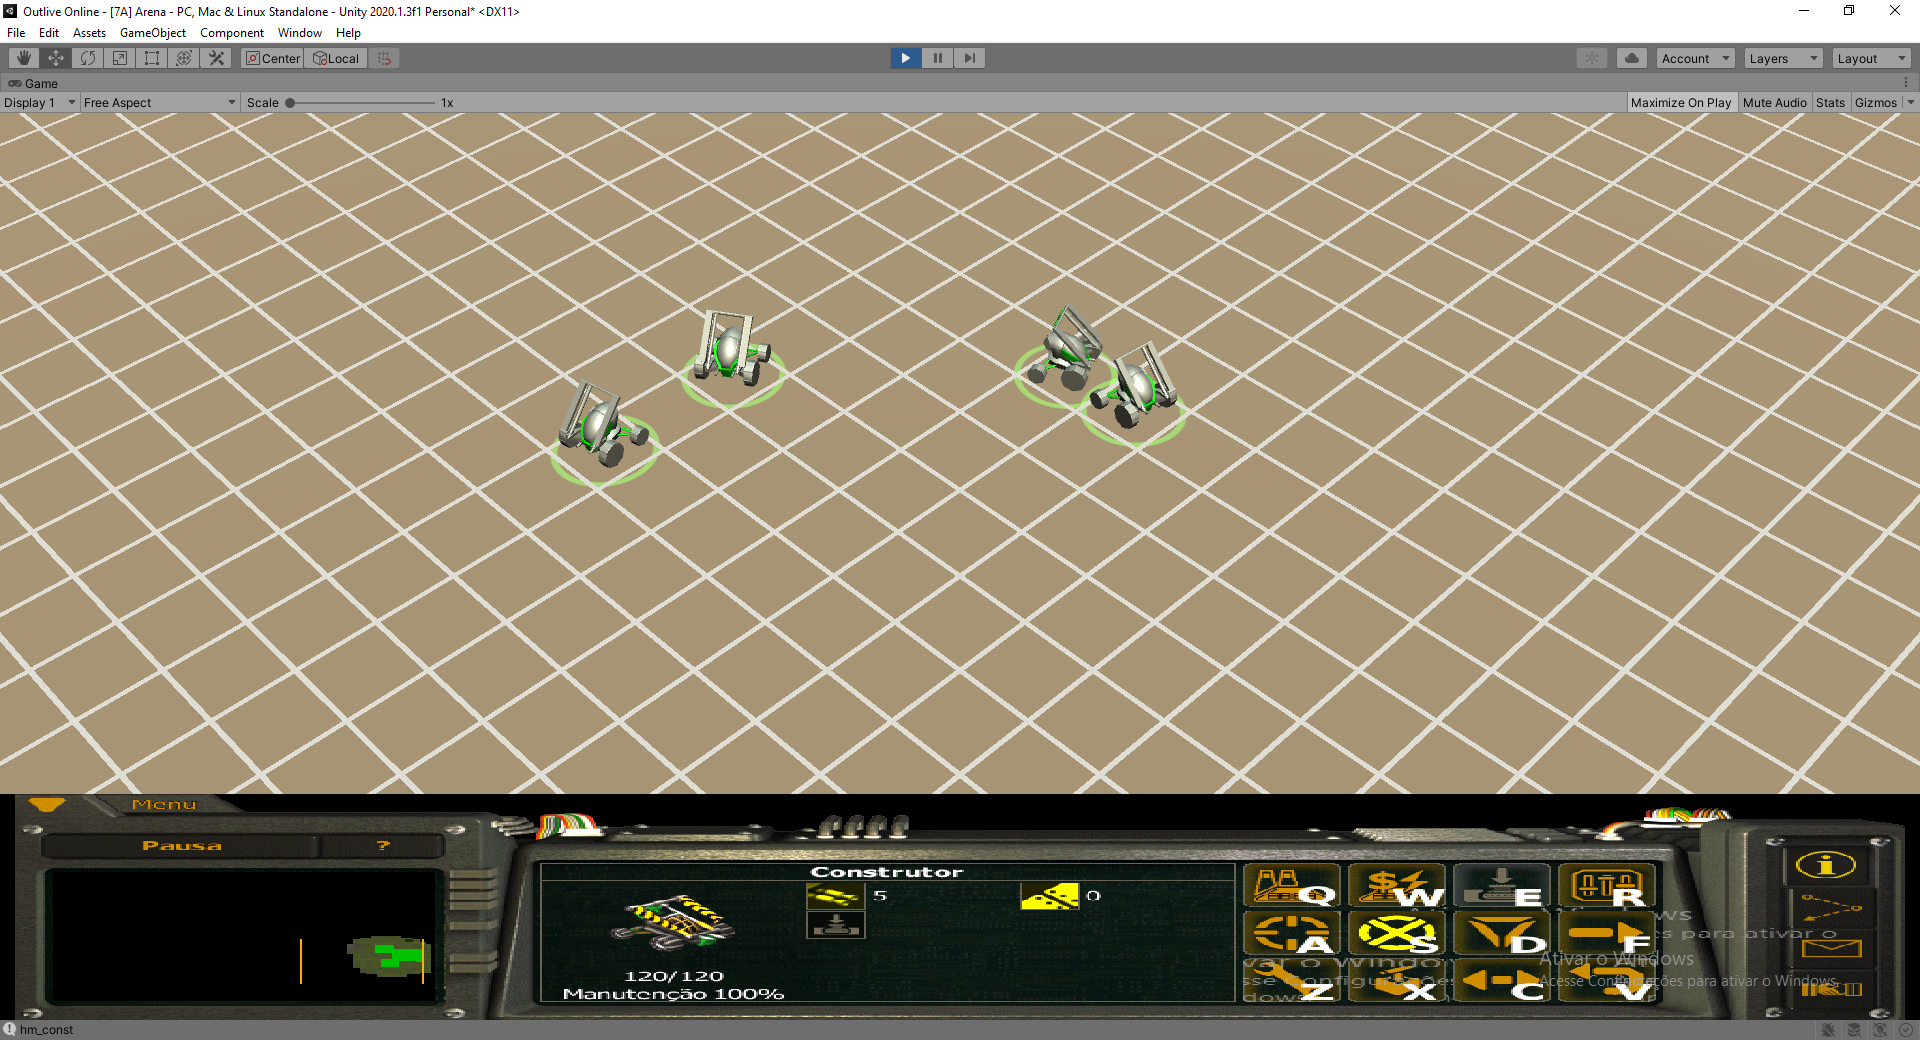 Outlive Online - [7A] Arena - PC, Mac & Linux Standalone - Unity 2020.1.3f1 Personal* <DX11>
File Edit Assets GameObject Component Window Help
Center Local Account Layers Layout
Game
Display 1 Free Aspect Scale 1x Maximize On Play Mute Audio Stats Gizmos
Menu
Pausa ?
Construtor
5 0
120/120
Manutenção 100%
Q W E R
A S D F
Z X C V
Ativar o Windows
Acesse Configurações para ativar o Windows.
hm_const